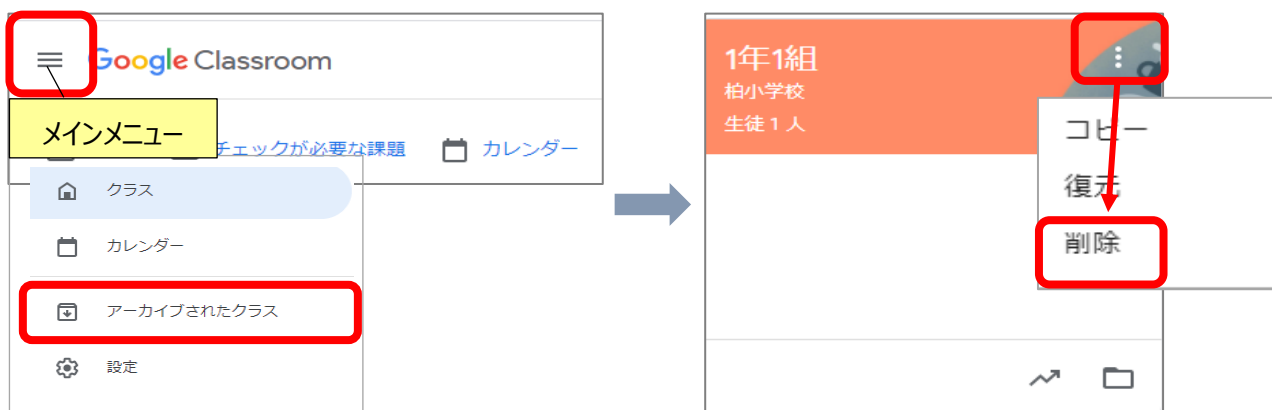 Google Classroom
メインメニュー
チェックが必要な課題 カレンダー
クラス
カレンダー
アーカイブされたクラス
設定
1年1組
柏小学校
生徒 1 人
コピー
復元
削除